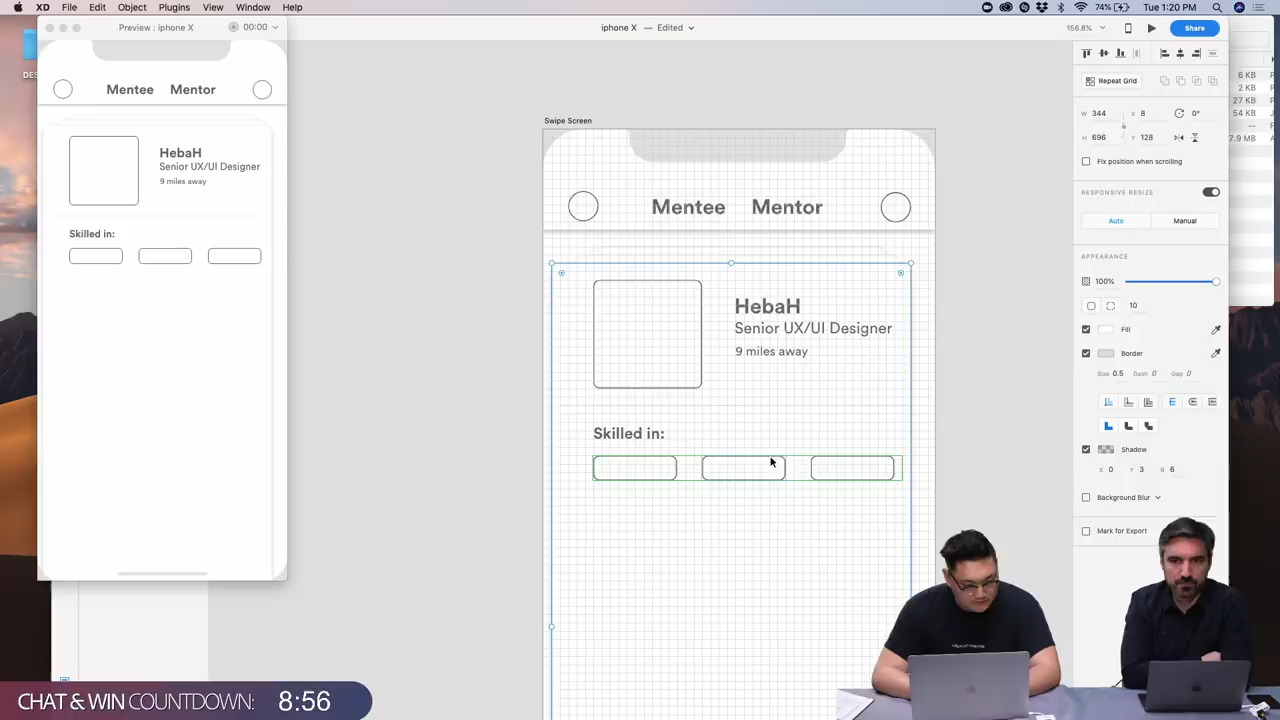 XD File Edit Object Plugins View Window Help
74% Tue 1:20 PM
Preview : iphone X
00:00
iphone X — Edited
156.8%
Share
DES
Mentee Mentor
HebaH
Senior UX/UI Designer
9 miles away
Skilled in:
Swipe Screen
Mentee Mentor
HebaH
Senior UX/UI Designer
9 miles away
Skilled in:
Repeat Grid
W 344 X 8 0°
H 696 Y 128
Fix position when scrolling
RESPONSIVE RESIZE
Auto Manual
APPEARANCE
100%
10
Fill
Border
Size 0.5 Dash 0 Gap 0
Shadow
X 0 Y 3 B 6
Background Blur
Mark for Export
6 KB
2 KB
27 KB
54 KB
--
7.9 MB
CHAT & WIN COUNTDOWN: 8:56